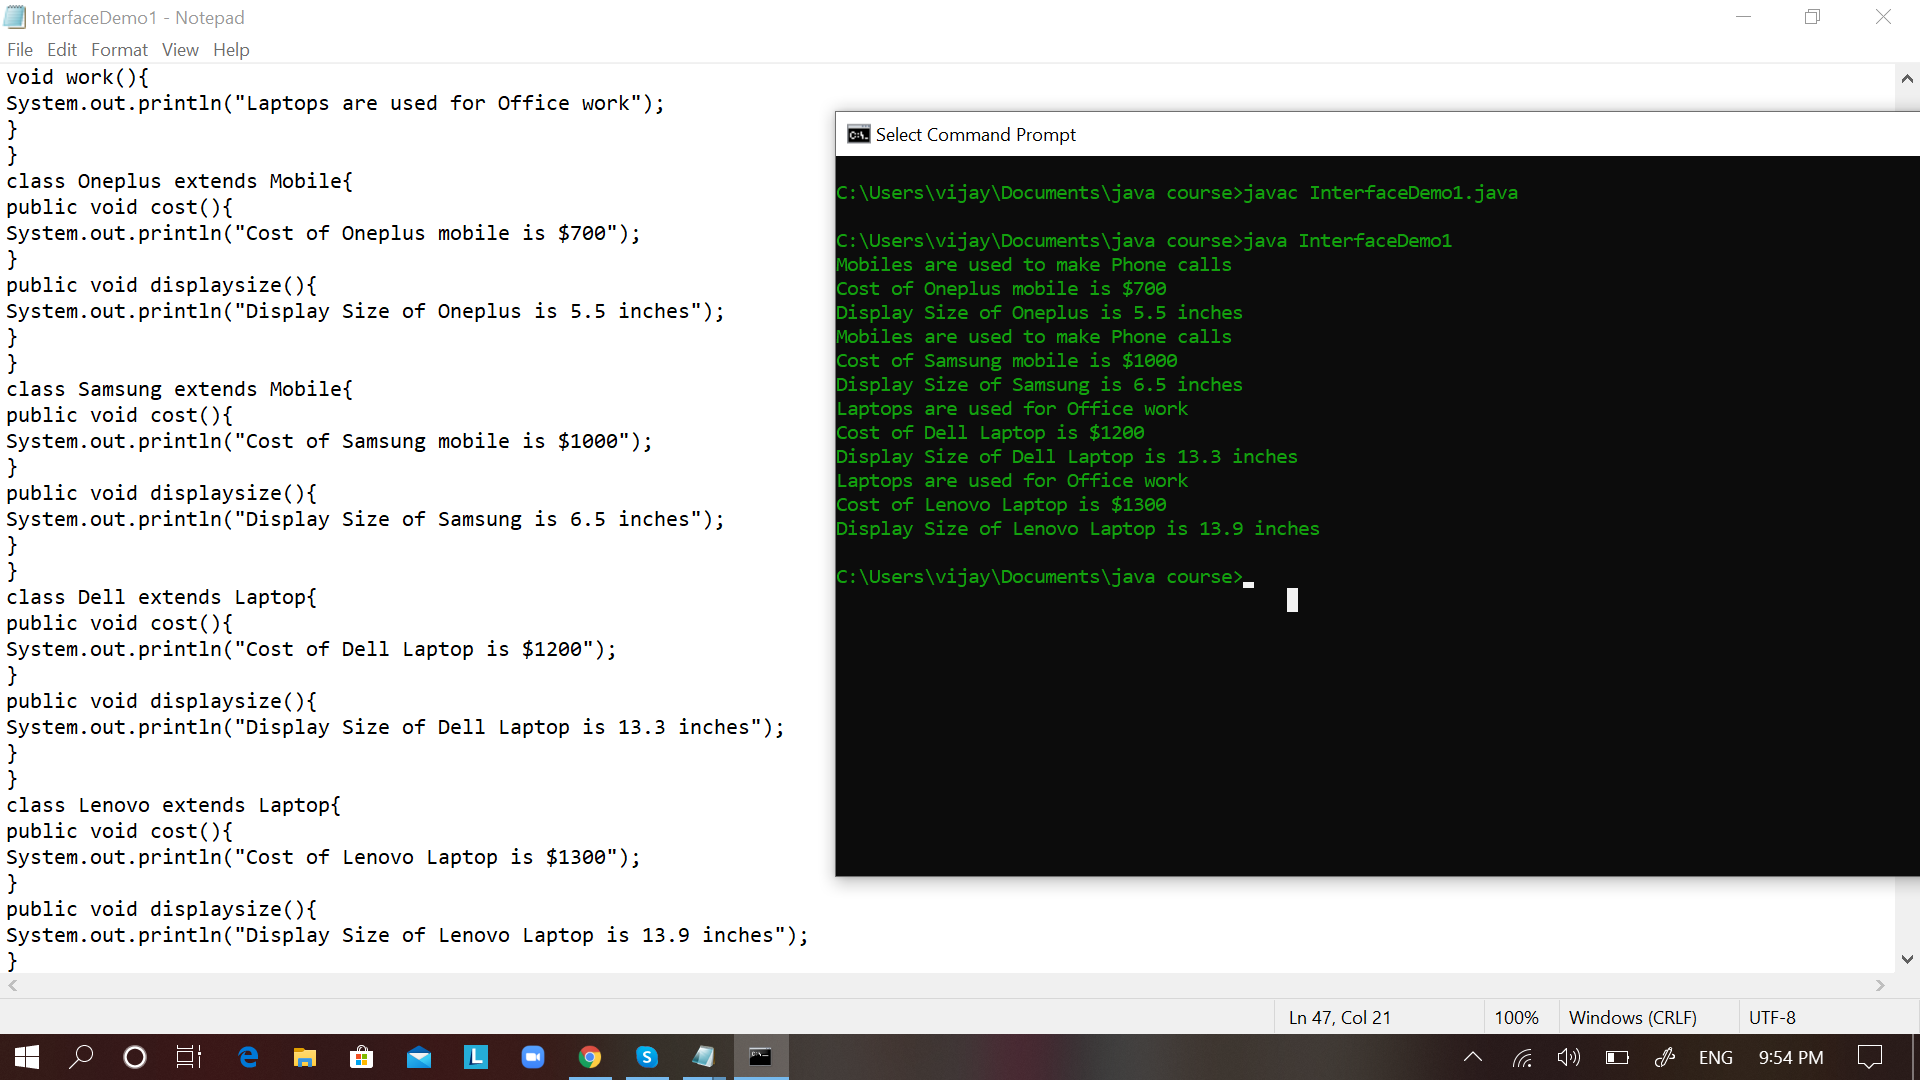 InterfaceDemo1 - Notepad
File Edit Format View Help
void work(){
System.out.println("Laptops are used for Office work");
}
}
class Oneplus extends Mobile{
public void cost(){
System.out.println("Cost of Oneplus mobile is $700");
}
public void displaysize(){
System.out.println("Display Size of Oneplus is 5.5 inches");
}
}
class Samsung extends Mobile{
public void cost(){
System.out.println("Cost of Samsung mobile is $1000");
}
public void displaysize(){
System.out.println("Display Size of Samsung is 6.5 inches");
}
}
class Dell extends Laptop{
public void cost(){
System.out.println("Cost of Dell Laptop is $1200");
}
public void displaysize(){
System.out.println("Display Size of Dell Laptop is 13.3 inches");
}
}
class Lenovo extends Laptop{
public void cost(){
System.out.println("Cost of Lenovo Laptop is $1300");
}
public void displaysize(){
System.out.println("Display Size of Lenovo Laptop is 13.9 inches");
}
Select Command Prompt
C:\Users\vijay\Documents\java course>javac InterfaceDemo1.java
C:\Users\vijay\Documents\java course>java InterfaceDemo1
Mobiles are used to make Phone calls
Cost of Oneplus mobile is $700
Display Size of Oneplus is 5.5 inches
Mobiles are used to make Phone calls
Cost of Samsung mobile is $1000
Display Size of Samsung is 6.5 inches
Laptops are used for Office work
Cost of Dell Laptop is $1200
Display Size of Dell Laptop is 13.3 inches
Laptops are used for Office work
Cost of Lenovo Laptop is $1300
Display Size of Lenovo Laptop is 13.9 inches
C:\Users\vijay\Documents\java course>
Ln 47, Col 21 100% Windows (CRLF) UTF-8
ENG 9:54 PM